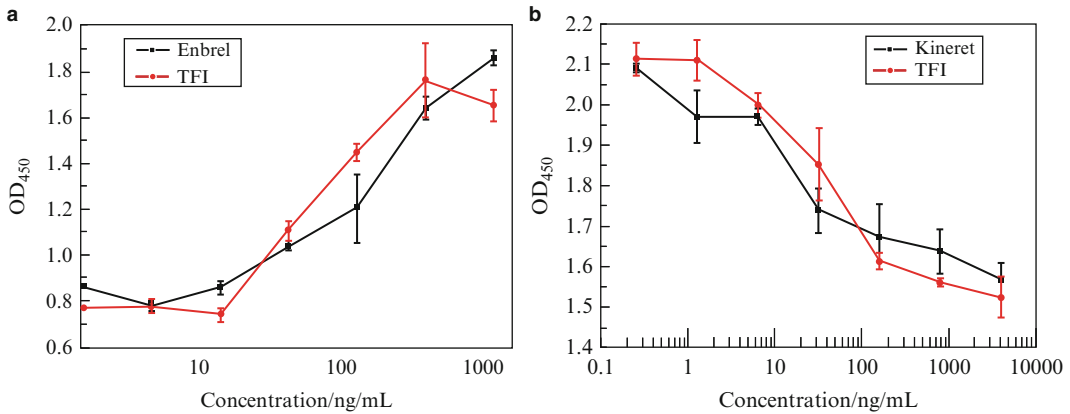 a
2.0
1.8
1.6
1.4
1.2
1.0
0.8
0.6
OD450
Enbrel
TFI
10
100
1000
Concentration/ng/mL
b
2.2
2.1
2.0
1.9
1.8
1.7
1.6
1.5
1.4
OD450
Kineret
TFI
0.1
1
10
100
1000
10000
Concentration/ng/mL